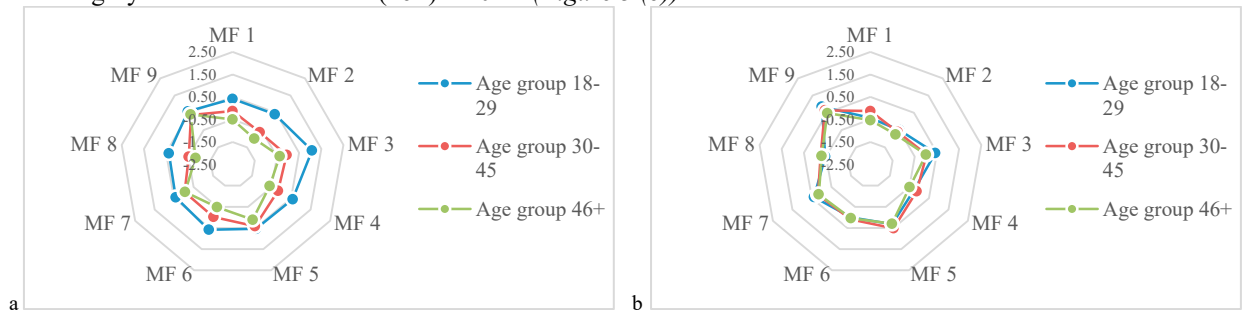 MF 1
2.50
1.50
0.50
-0.50
-1.50
-2.50
MF 2
MF 3
MF 4
MF 5
MF 6
MF 7
MF 8
MF 9
Age group 18-
29
Age group 30-
45
Age group 46+
a
MF 1
2.50
1.50
0.50
-0.50
-1.50
-2.50
MF 2
MF 3
MF 4
MF 5
MF 6
MF 7
MF 8
MF 9
Age group 18-
29
Age group 30-
45
Age group 46+
b